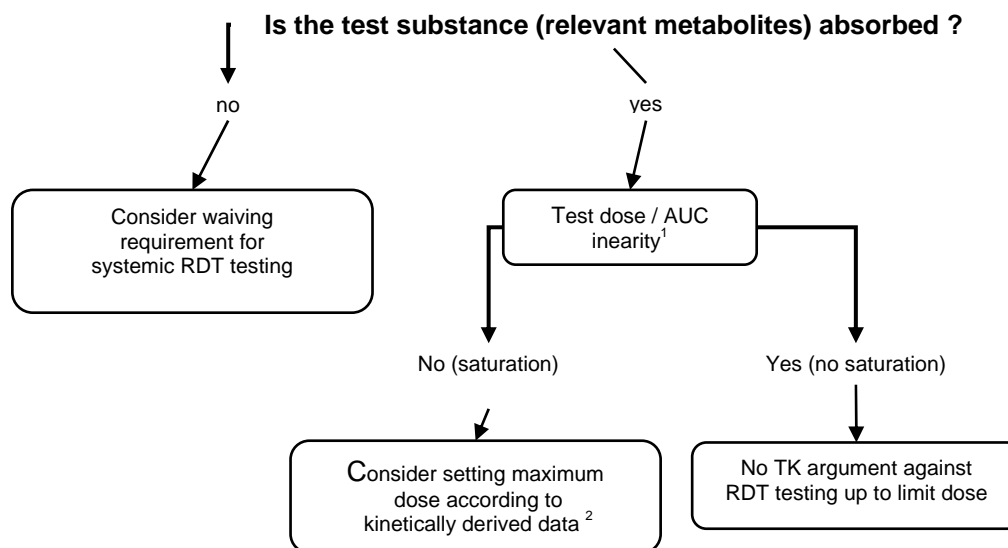 Is the test substance (relevant metabolites) absorbed ?
no
yes
Consider waiving
requirement for
systemic RDT testing
Test dose / AUC
inearity1
No (saturation)
Yes (no saturation)
Consider setting maximum
dose according to
kinetically derived data 2
No TK argument against
RDT testing up to limit dose